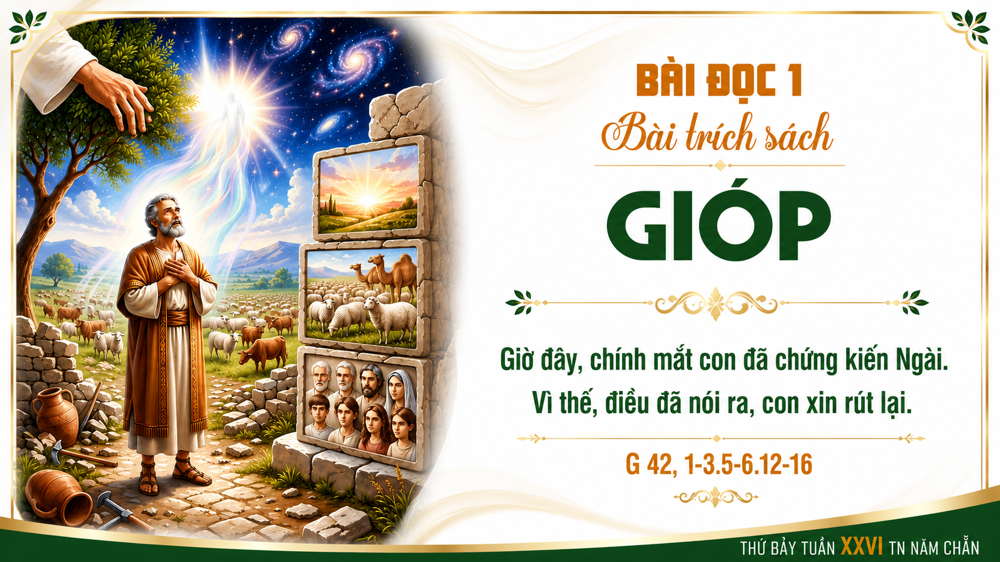 BÀI ĐỌC 1
Bài trích sách
GIÓP
Giờ đây, chính mắt con đã chứng kiến Ngài.
Vì thế, điều đã nói ra, con xin rút lại.
G 42, 1-3.5-6.12-16
THỨ BẢY TUẦN XXVI TN NĂM CHẴN